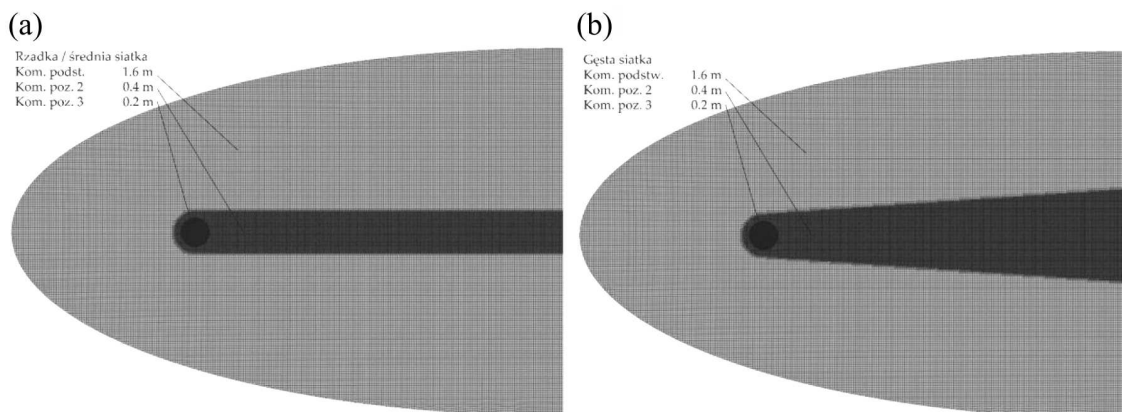 (a)
Rzadka / średnia siatka
Kom. podst. 1.6 m
Kom. poz. 2 0.4 m
Kom. poz. 3 0.2 m
(b)
Gęsta siatka
Kom. podstw. 1.6 m
Kom. poz. 2 0.4 m
Kom. poz. 3 0.2 m